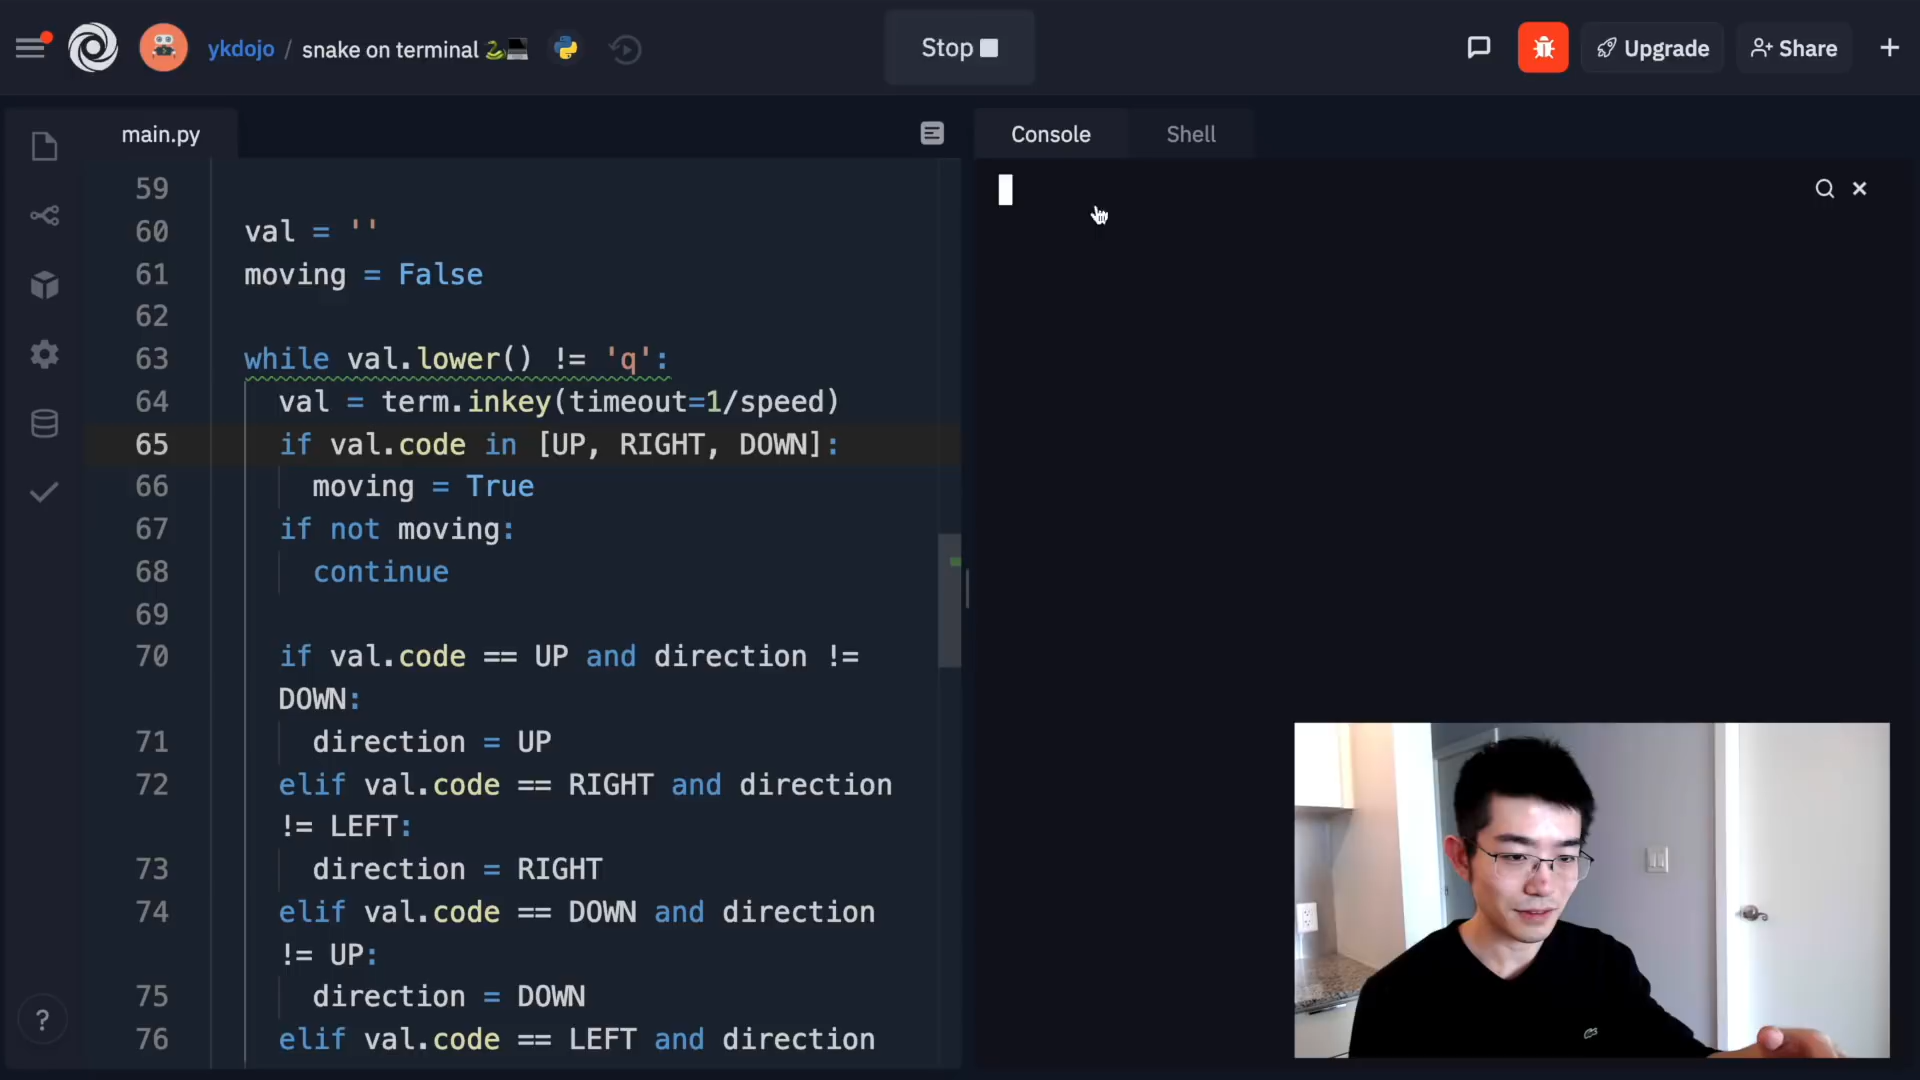 ykdojo / snake on terminal
Stop
Upgrade
Share
main.py
Console
Shell
59
60 val = ''
61 moving = False
62
63 while val.lower() != 'q':
64 val = term.inkey(timeout=1/speed)
65 if val.code in [UP, RIGHT, DOWN]:
66 moving = True
67 if not moving:
68 continue
69
70 if val.code == UP and direction !=
DOWN:
71 direction = UP
72 elif val.code == RIGHT and direction
!= LEFT:
73 direction = RIGHT
74 elif val.code == DOWN and direction
!= UP:
75 direction = DOWN
76 elif val.code == LEFT and direction
?